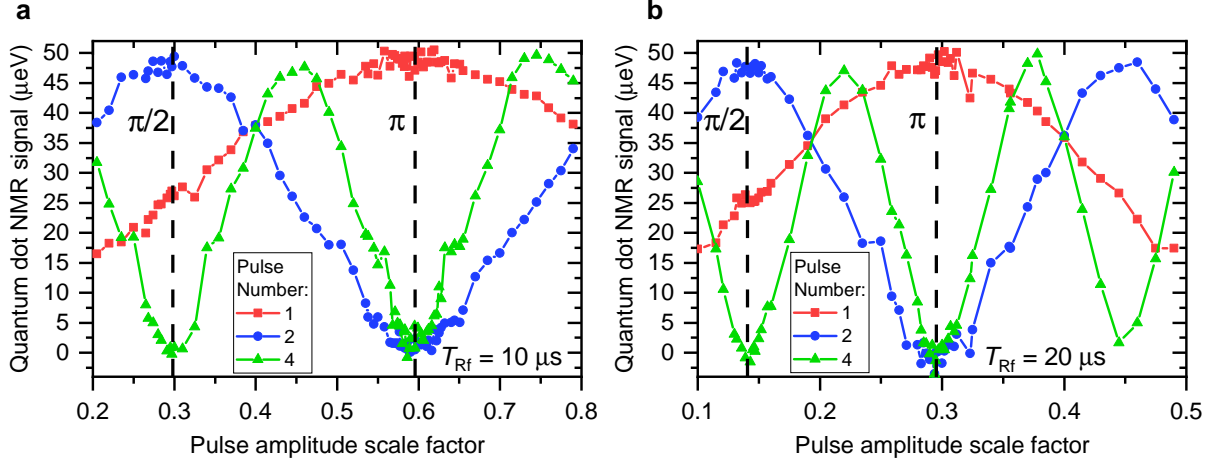 a
Quantum dot NMR signal (µeV)
50
45
40
35
30
25
20
15
10
5
0
π/2
π
Pulse
Number:
1
2
4
T_Rf = 10 µs
0.2 0.3 0.4 0.5 0.6 0.7 0.8
Pulse amplitude scale factor
b
Quantum dot NMR signal (µeV)
50
45
40
35
30
25
20
15
10
5
0
π/2
π
Pulse
Number:
1
2
4
T_Rf = 20 µs
0.1 0.2 0.3 0.4 0.5
Pulse amplitude scale factor